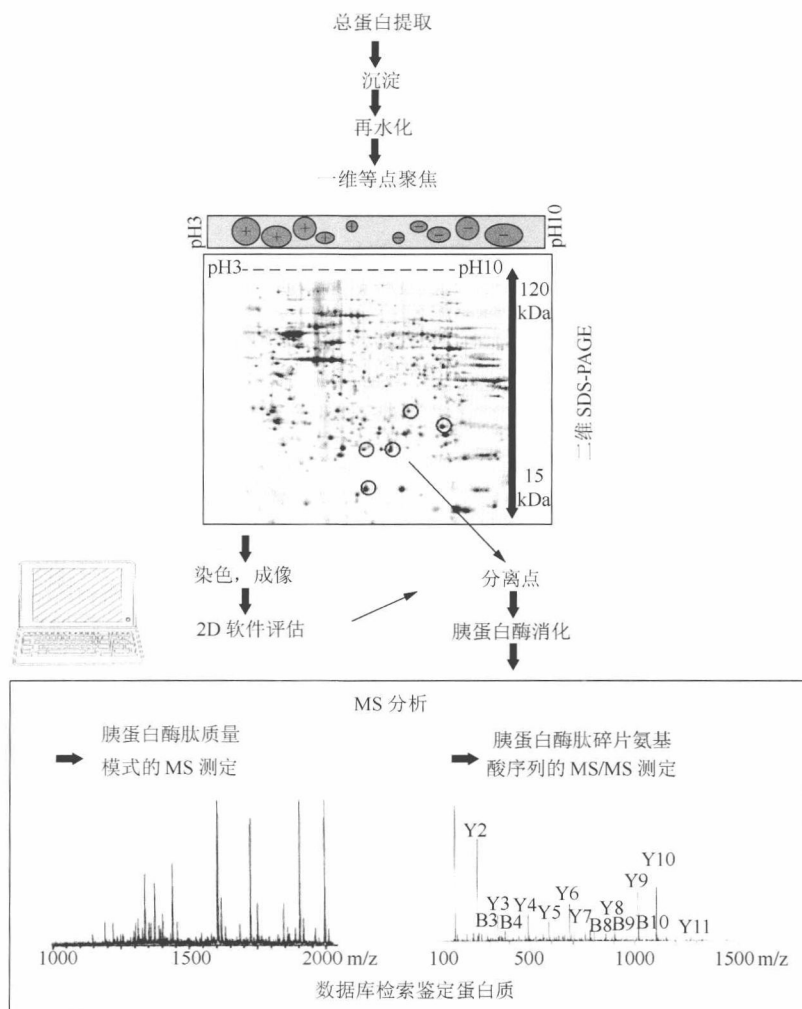 总蛋白提取
沉淀
再水化
一维等点聚焦
pH3
pH10
+ + + + + − − − − −
pH3
pH10
120
kDa
15
kDa
二维 SDS-PAGE
染色，成像
2D 软件评估
分离点
胰蛋白酶消化
MS 分析
胰蛋白酶肽质量
模式的 MS 测定
1000 1500 2000 m/z
胰蛋白酶肽碎片氨基
酸序列的 MS/MS 测定
Y2
Y10
Y9
Y6
Y3
Y4
Y8
Y5
Y7
B3
B4
B8
B9
B10
Y11
100 500 1000 1500 m/z
数据库检索鉴定蛋白质